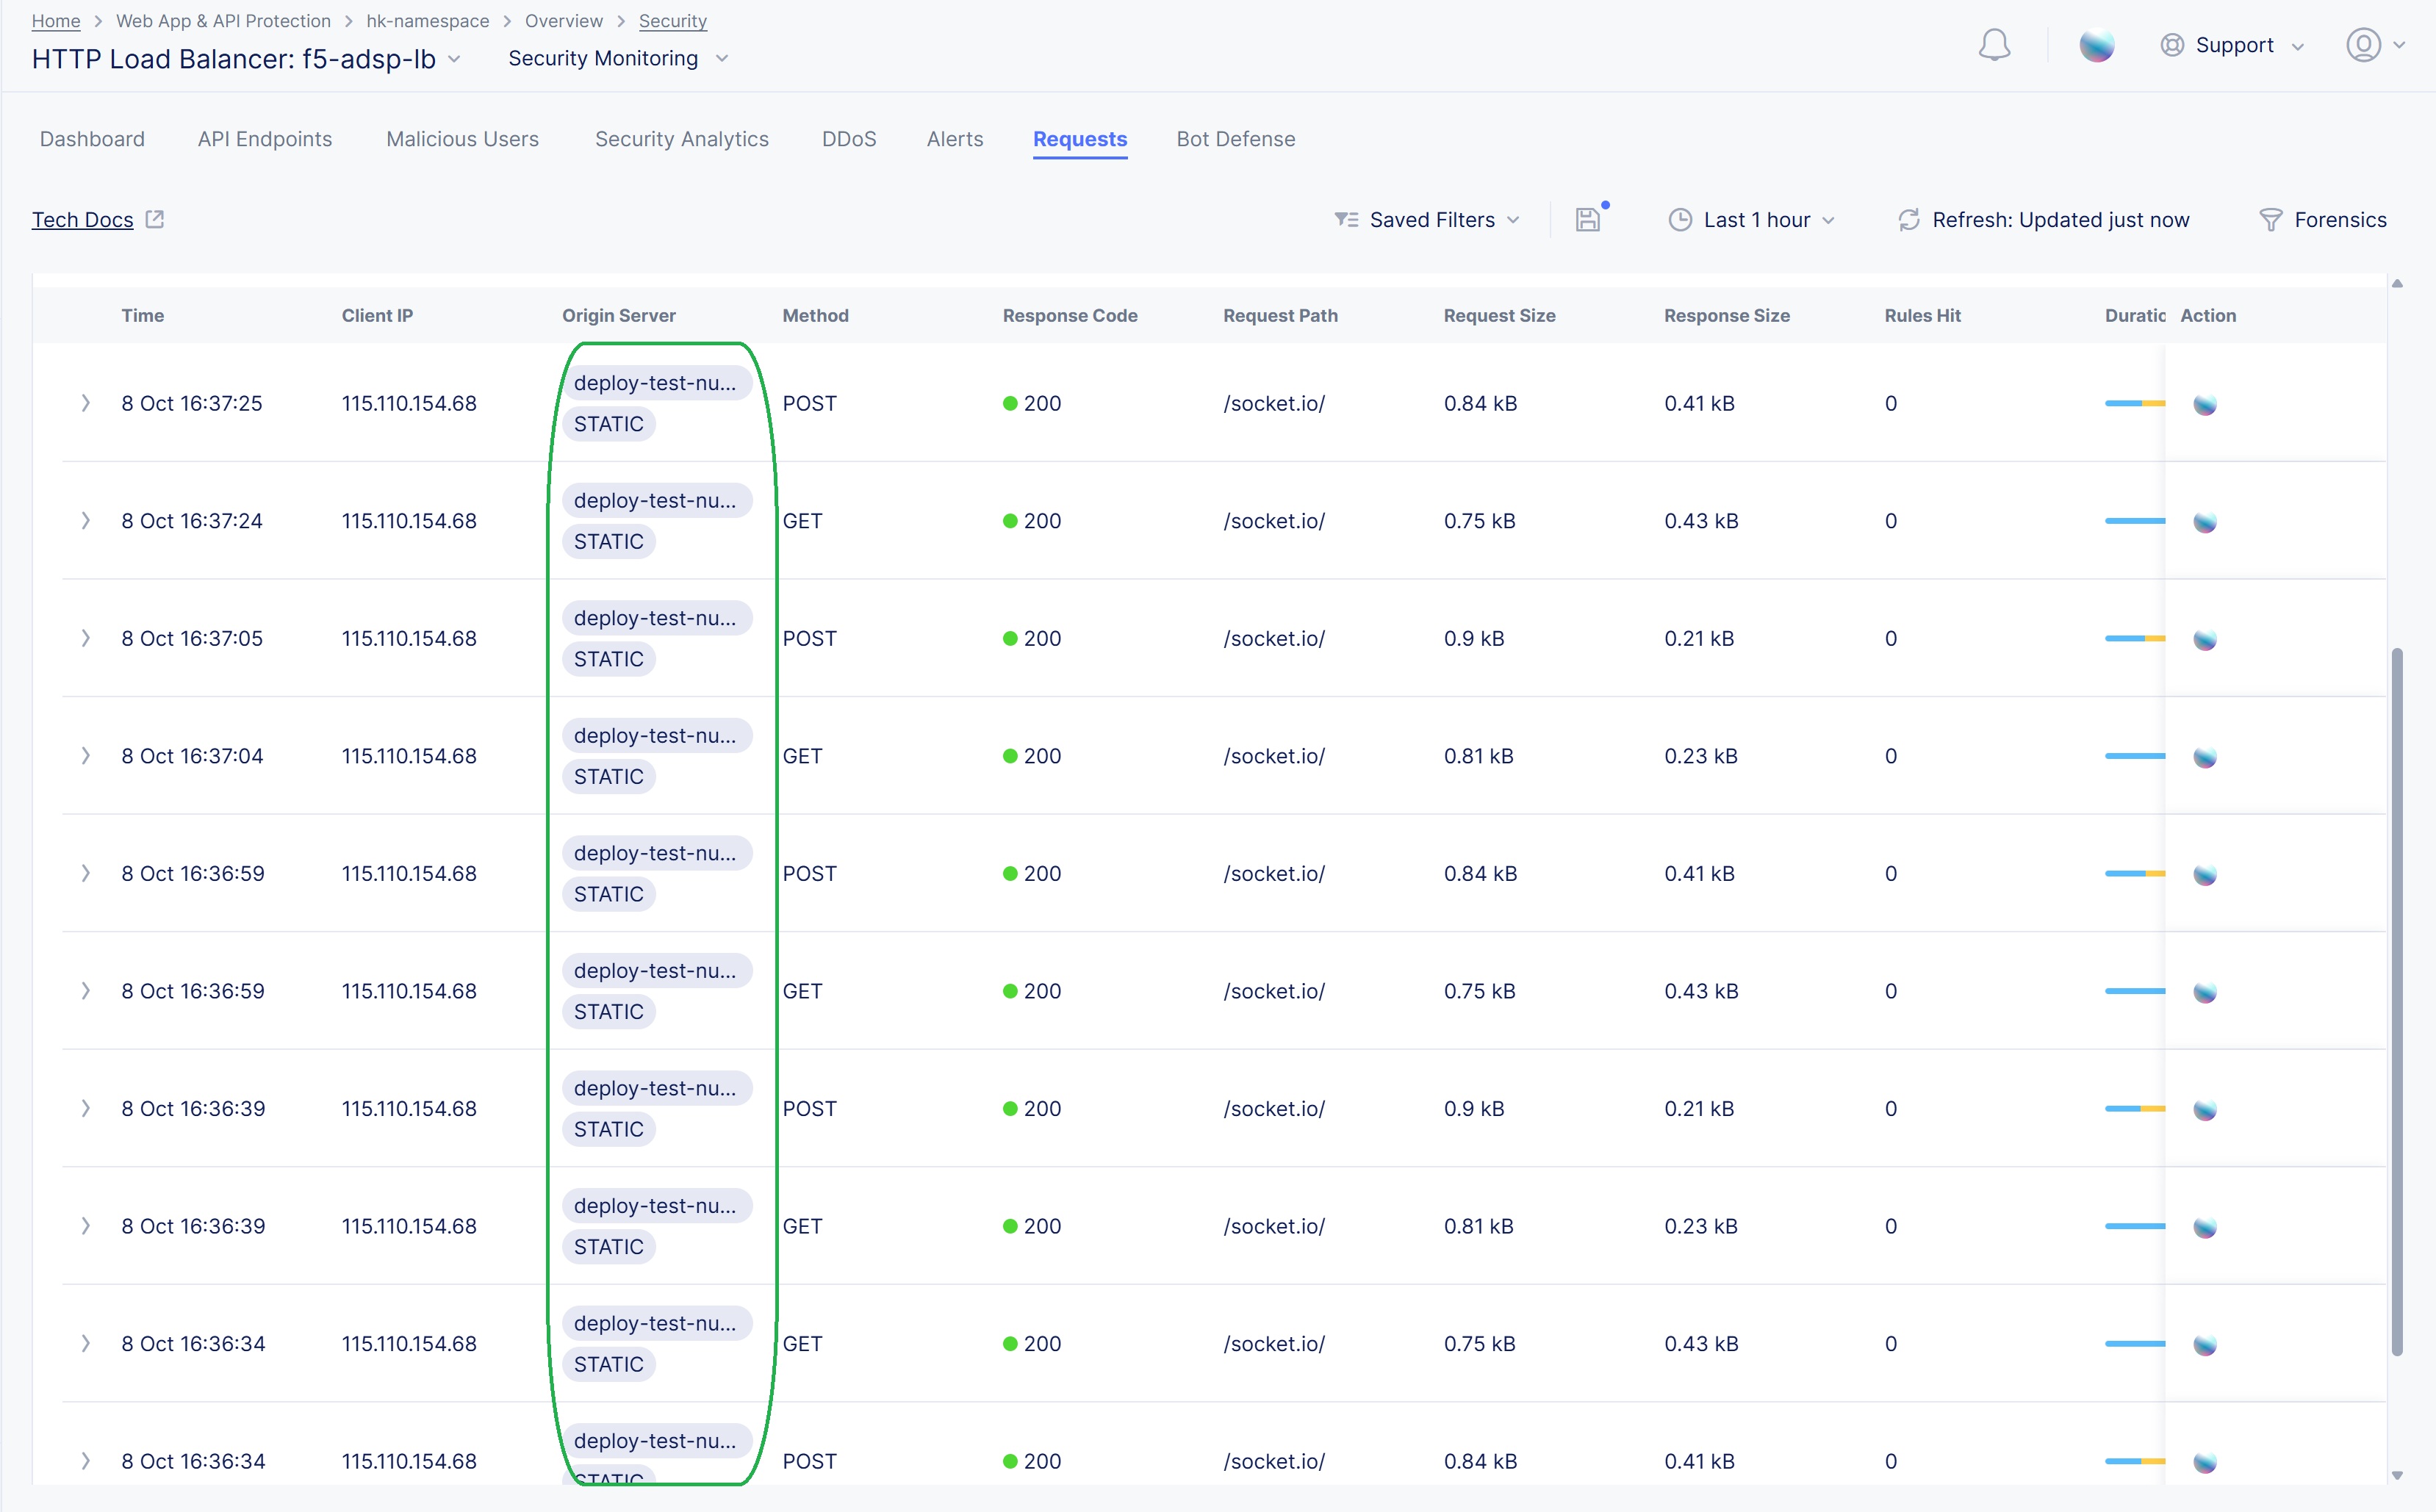 Home > Web App & API Protection > hk-namespace > Overview > Security
HTTP Load Balancer: f5-adsp-lb Security Monitoring Support
Dashboard API Endpoints Malicious Users Security Analytics DDoS Alerts Requests Bot Defense
Tech Docs Saved Filters Last 1 hour Refresh: Updated just now Forensics
Time Client IP Origin Server Method Response Code Request Path Request Size Response Size Rules Hit Duratic Action
8 Oct 16:37:25 115.110.154.68 deploy-test-nu... POST 200 /socket.io/ 0.84 kB 0.41 kB 0
STATIC
8 Oct 16:37:24 115.110.154.68 deploy-test-nu... GET 200 /socket.io/ 0.75 kB 0.43 kB 0
STATIC
8 Oct 16:37:05 115.110.154.68 deploy-test-nu... POST 200 /socket.io/ 0.9 kB 0.21 kB 0
STATIC
8 Oct 16:37:04 115.110.154.68 deploy-test-nu... GET 200 /socket.io/ 0.81 kB 0.23 kB 0
STATIC
8 Oct 16:36:59 115.110.154.68 deploy-test-nu... POST 200 /socket.io/ 0.84 kB 0.41 kB 0
STATIC
8 Oct 16:36:59 115.110.154.68 deploy-test-nu... GET 200 /socket.io/ 0.75 kB 0.43 kB 0
STATIC
8 Oct 16:36:39 115.110.154.68 deploy-test-nu... POST 200 /socket.io/ 0.9 kB 0.21 kB 0
STATIC
8 Oct 16:36:39 115.110.154.68 deploy-test-nu... GET 200 /socket.io/ 0.81 kB 0.23 kB 0
STATIC
8 Oct 16:36:34 115.110.154.68 deploy-test-nu... GET 200 /socket.io/ 0.75 kB 0.43 kB 0
STATIC
8 Oct 16:36:34 115.110.154.68 deploy-test-nu... POST 200 /socket.io/ 0.84 kB 0.41 kB 0
STATIC